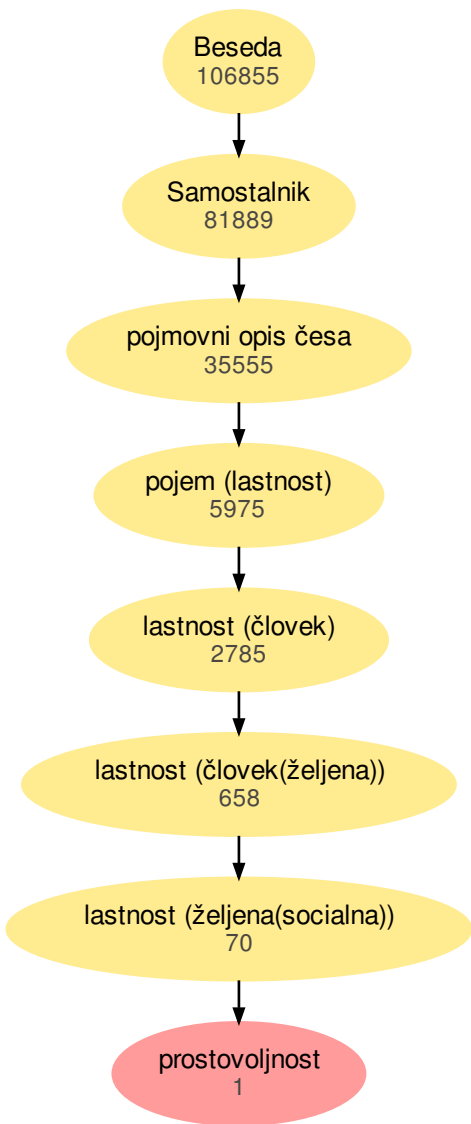 Beseda
106855
Samostalnik
81889
pojmovni opis česa
35555
pojem (lastnost)
5975
lastnost (človek)
2785
lastnost (človek(željena))
658
lastnost (željena(socialna))
70
prostovoljnost
1